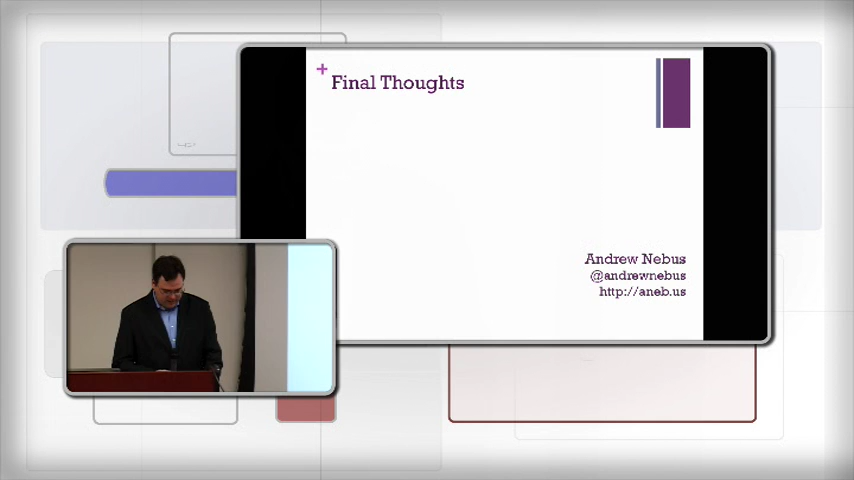 +
Final Thoughts
Andrew Nebus
@andrewnebus
http://aneb.us